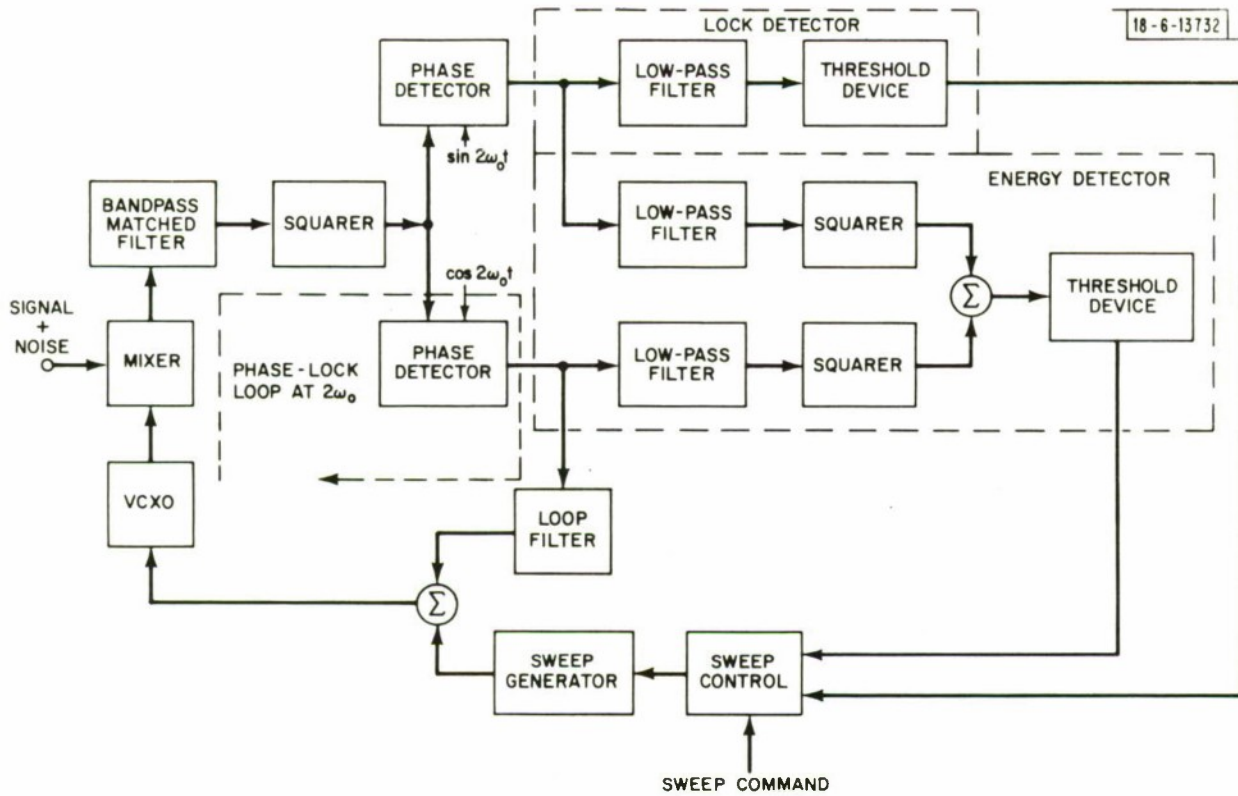 18-6-13732
LOCK DETECTOR
PHASE
DETECTOR
LOW-PASS
FILTER
THRESHOLD
DEVICE
sin 2ω₀t
ENERGY DETECTOR
BANDPASS
MATCHED
FILTER
SQUARER
LOW-PASS
FILTER
SQUARER
cos 2ω₀t
Σ
THRESHOLD
DEVICE
SIGNAL
+
NOISE
MIXER
PHASE-LOCK
LOOP AT 2ω₀
PHASE
DETECTOR
LOW-PASS
FILTER
SQUARER
VCXO
LOOP
FILTER
Σ
SWEEP
GENERATOR
SWEEP
CONTROL
SWEEP COMMAND